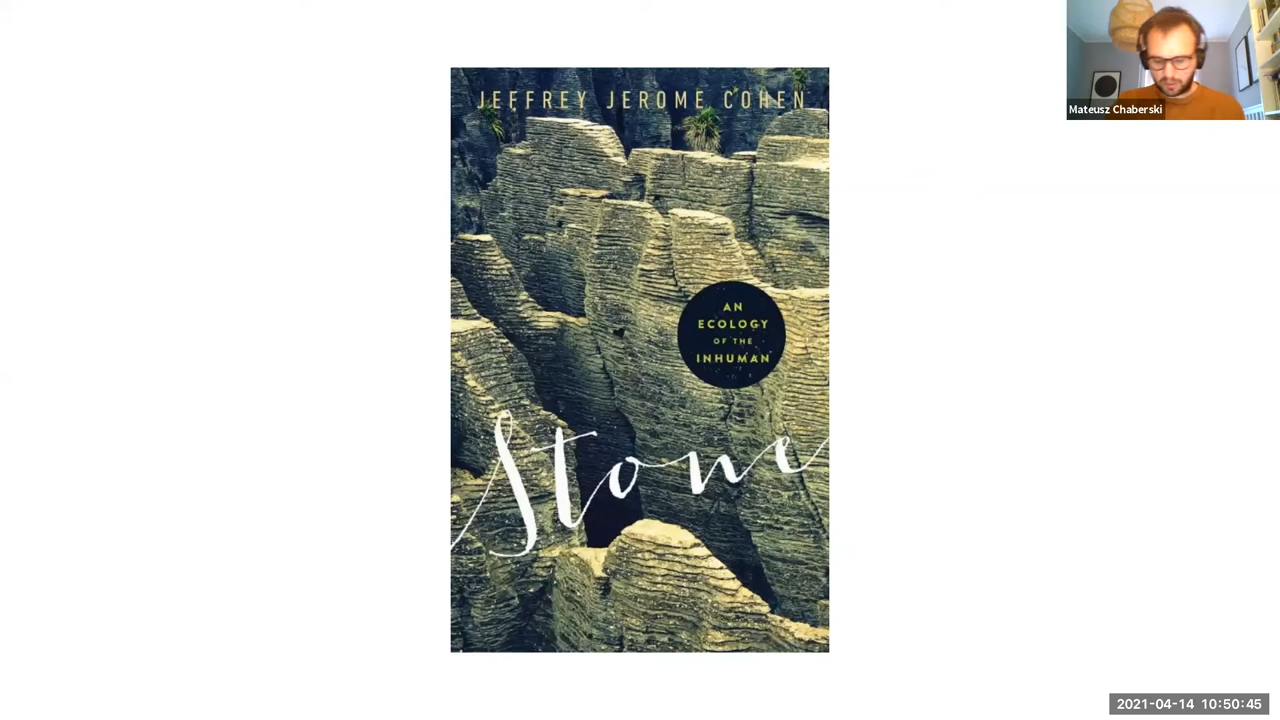 JEFFREY JEROME COHEN
AN
ECOLOGY
OF THE
INHUMAN
Stone
Mateusz Chaberski
2021-04-14 10:50:45